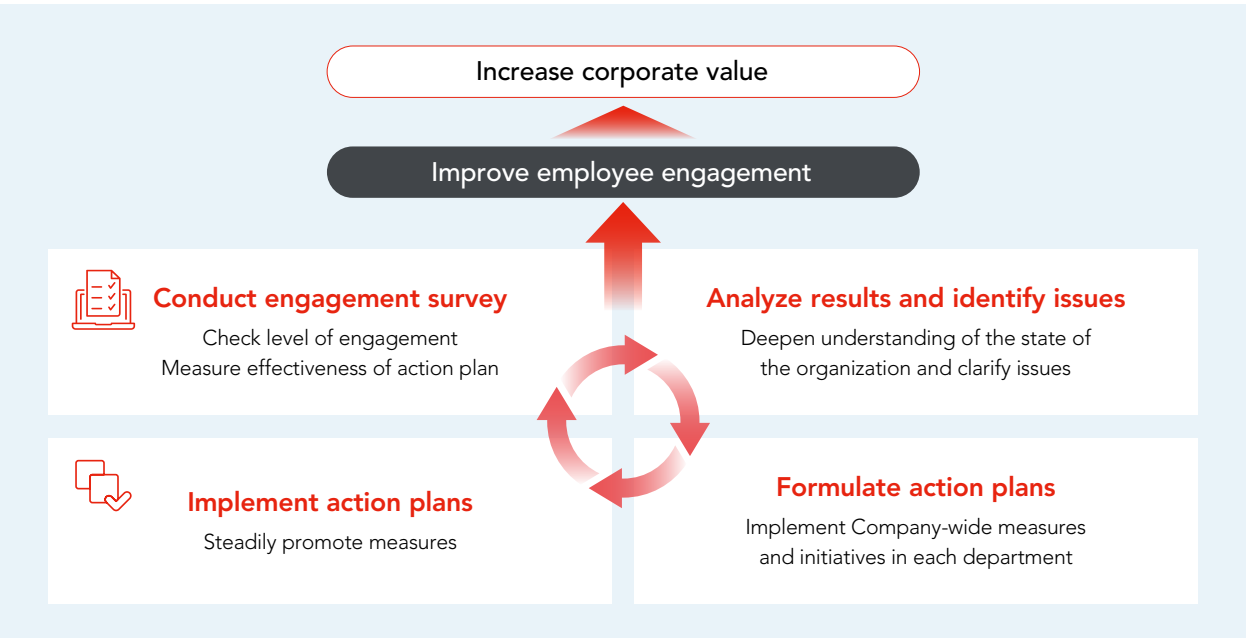 Increase corporate value
Improve employee engagement
Conduct engagement survey
Check level of engagement
Measure effectiveness of action plan
Analyze results and identify issues
Deepen understanding of the state of
the organization and clarify issues
Implement action plans
Steadily promote measures
Formulate action plans
Implement Company-wide measures
and initiatives in each department